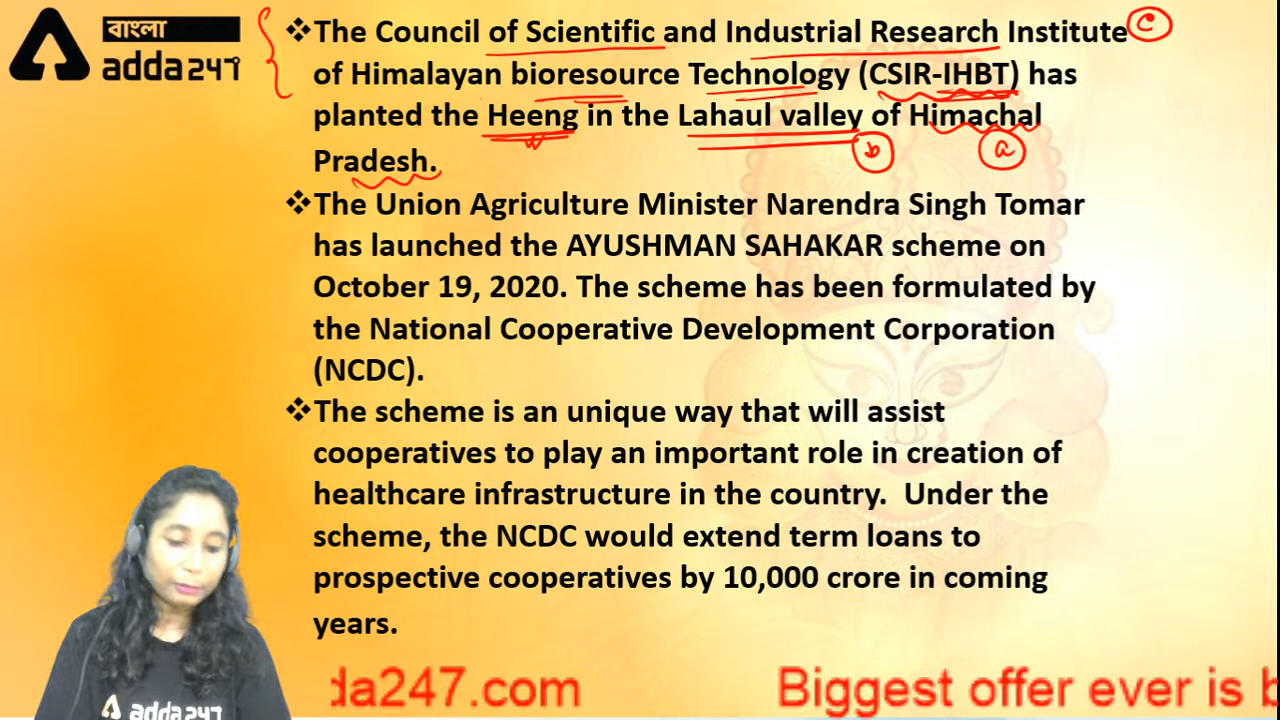 বাংলা
adda247
❖The Council of Scientific and Industrial Research Institute
of Himalayan bioresource Technology (CSIR-IHBT) has
planted the Heeng in the Lahaul valley of Himachal
Pradesh.
c
b
a
❖The Union Agriculture Minister Narendra Singh Tomar
has launched the AYUSHMAN SAHAKAR scheme on
October 19, 2020. The scheme has been formulated by
the National Cooperative Development Corporation
(NCDC).
❖The scheme is an unique way that will assist
cooperatives to play an important role in creation of
healthcare infrastructure in the country. Under the
scheme, the NCDC would extend term loans to
prospective cooperatives by 10,000 crore in coming
years.
da247.com Biggest offer ever is b
adda247